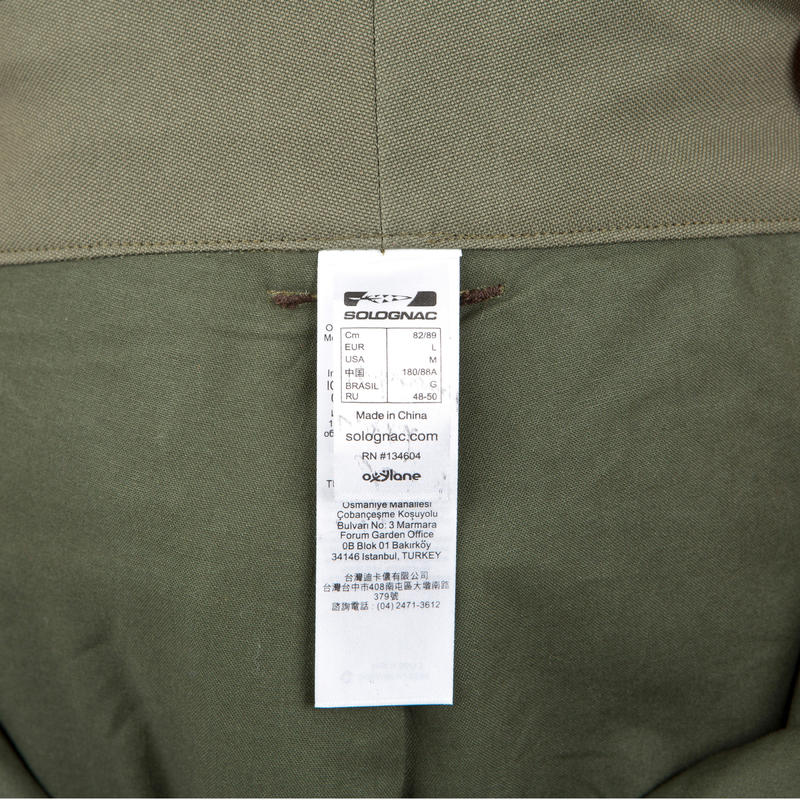 SOLOGNAC
Cm 82/89
EUR L
USA M
中国 180/88A
BRASIL G
RU 48-50
Made in China
solognac.com
RN #134604
oxylane
Osmaniye Mahallesi
Çobançeşme Koşuyolu
Bulvarı No: 3 Marmara
Forum Garden Office
0B Blok 01 Bakırköy
34146 Istanbul, TURKEY
台灣迪卡儂有限公司
台灣台中市408南屯區大墩南路
379號
諮詢電話 : (04) 2471-3612